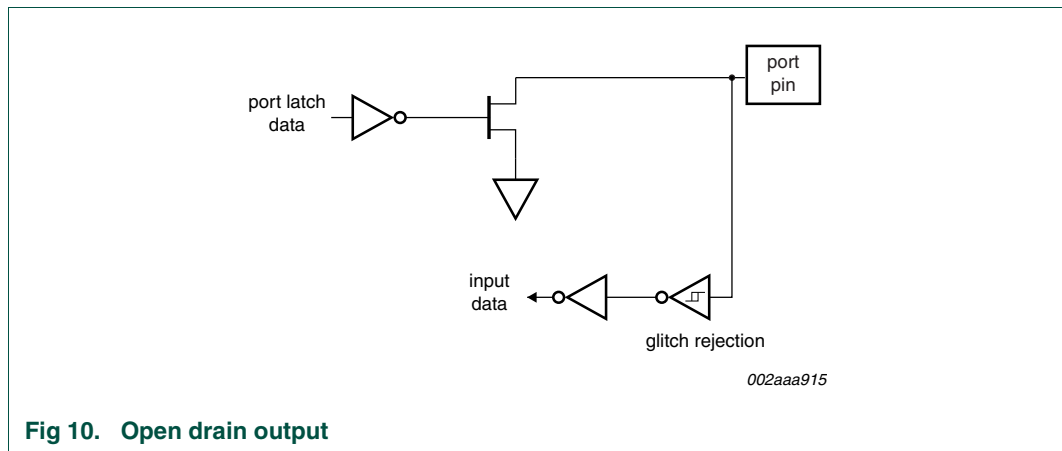 port
pin
port latch
data
input
data
glitch rejection
002aaa915
Fig 10. Open drain output